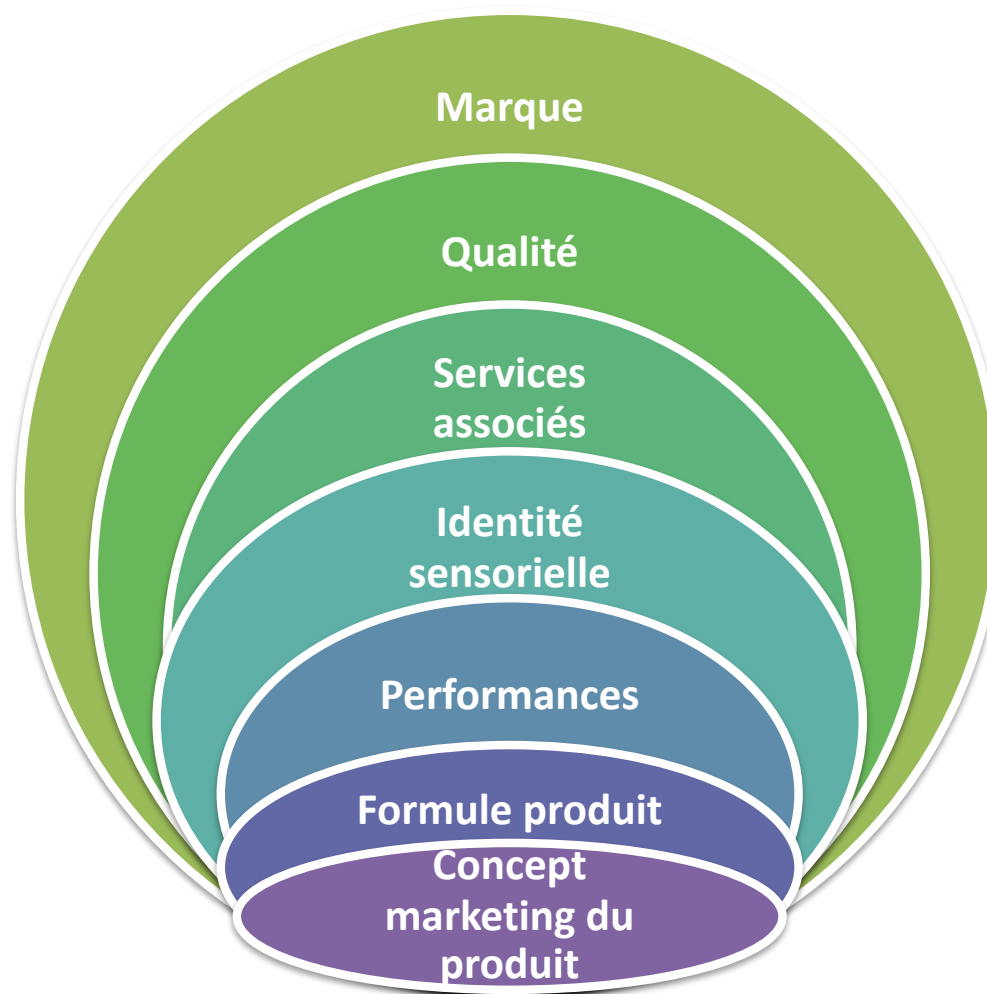 Marque
Qualité
Services
associés
Identité
sensorielle
Performances
Formule produit
Concept
marketing du
produit